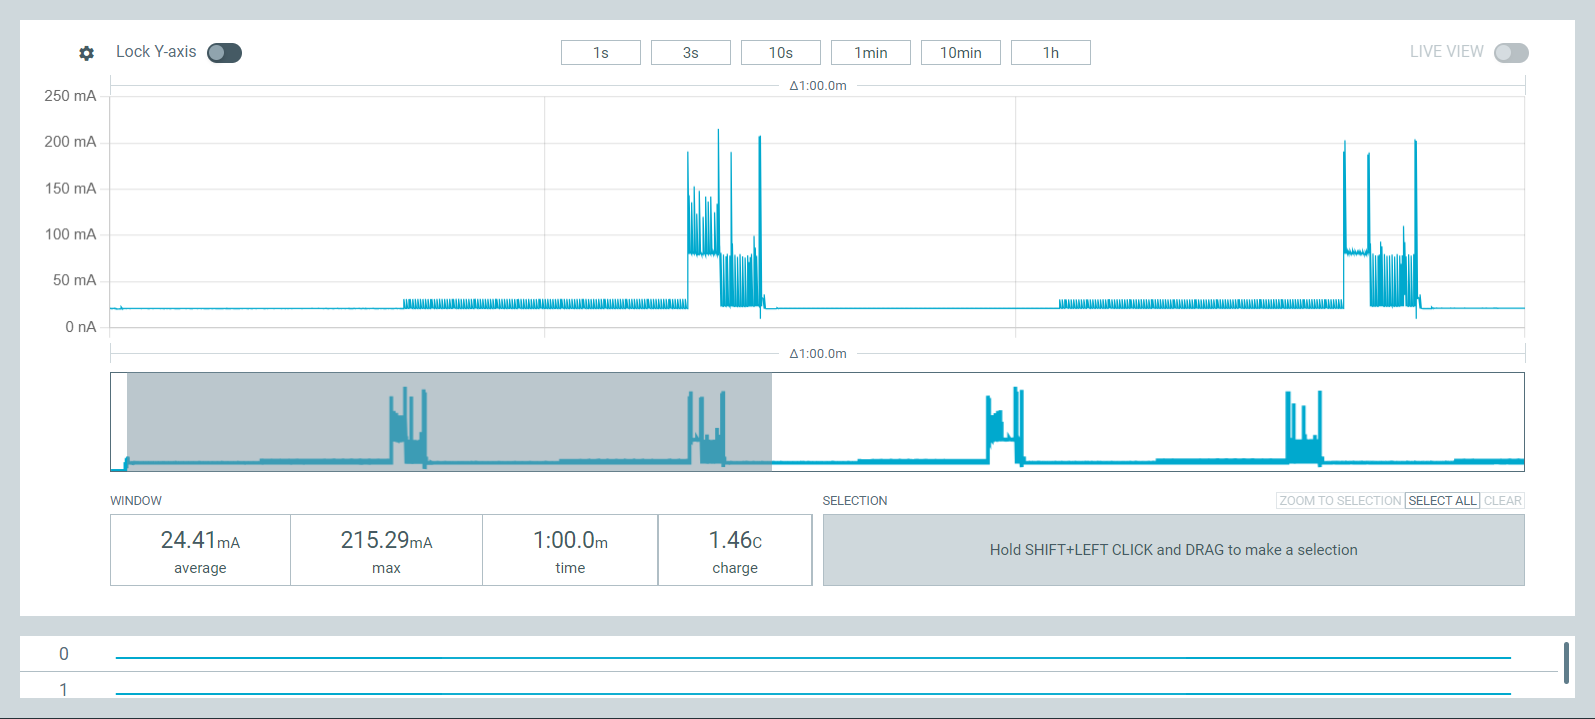 Lock Y-axis 1s 3s 10s 1min 10min 1h LIVE VIEW
Δ1:00.0m
250 mA
200 mA
150 mA
100 mA
50 mA
0 nA
Δ1:00.0m
WINDOW SELECTION ZOOM TO SELECTION SELECT ALL CLEAR
24.41mA 215.29mA 1:00.0m 1.46C
average max time charge
Hold SHIFT+LEFT CLICK and DRAG to make a selection
0
1